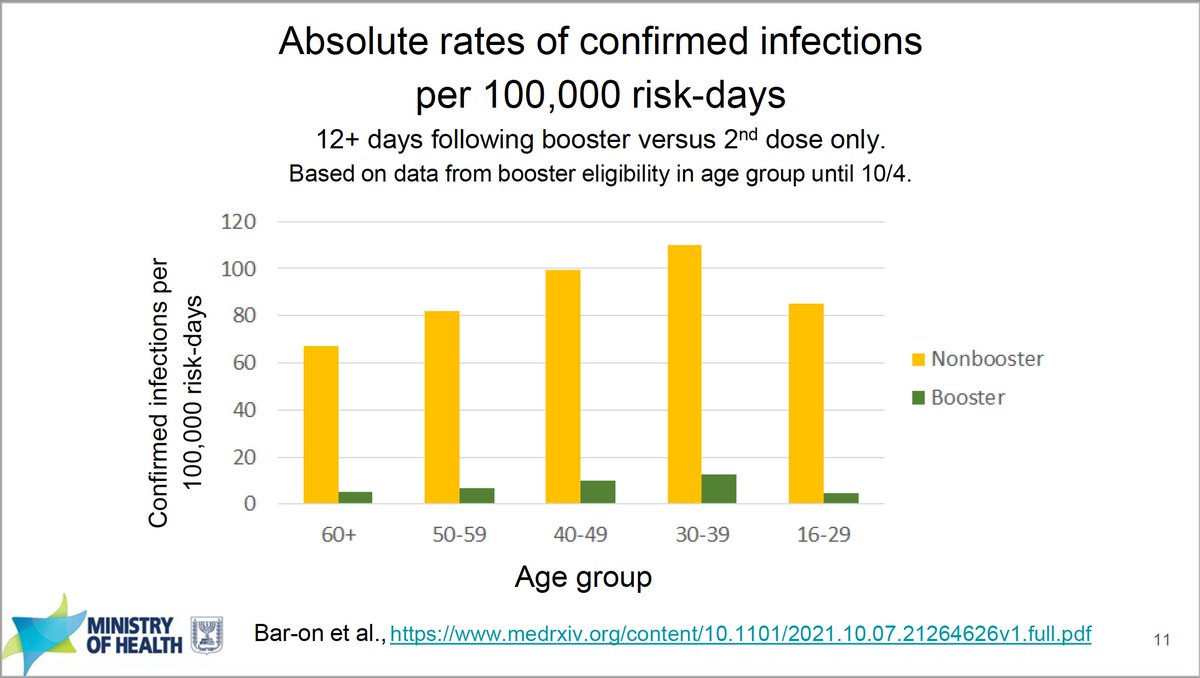 Absolute rates of confirmed infections
per 100,000 risk-days
12+ days following booster versus 2nd dose only.
Based on data from booster eligibility in age group until 10/4.
Confirmed infections per
100,000 risk-days
120
100
80
60
40
20
0
60+ 50-59 40-49 30-39 16-29
Age group
Nonbooster
Booster
MINISTRY
OF HEALTH
Bar-on et al., https://www.medrxiv.org/content/10.1101/2021.10.07.21264626v1.full.pdf
11